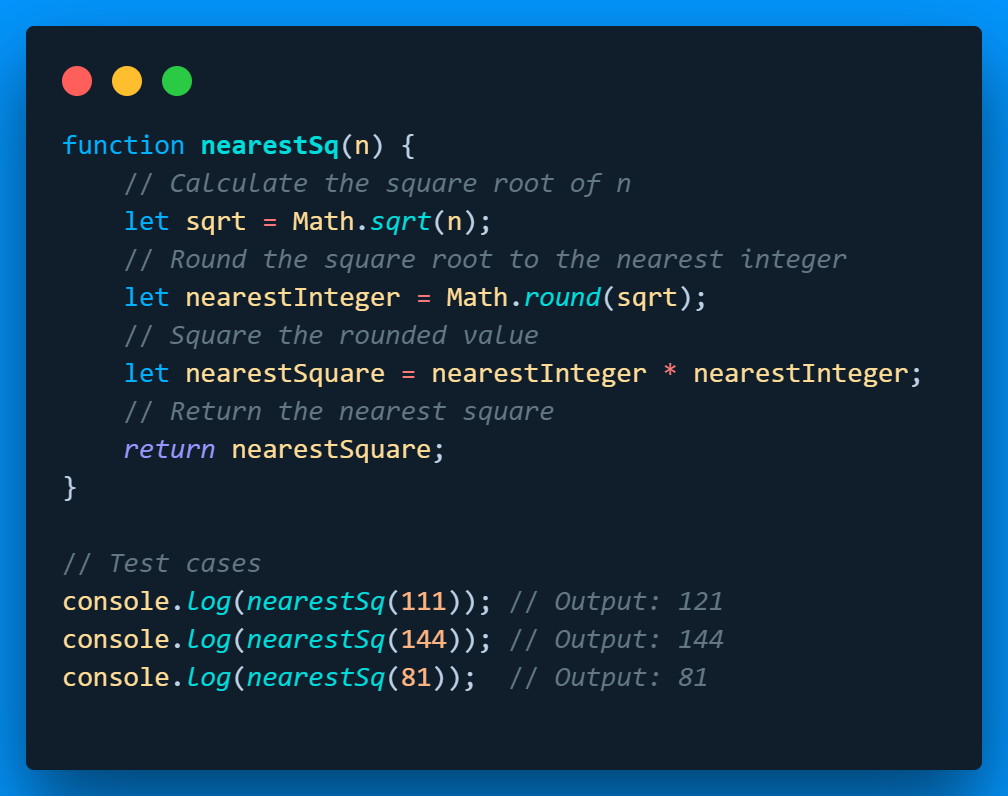 function nearestSq(n) {
    // Calculate the square root of n
    let sqrt = Math.sqrt(n);
    // Round the square root to the nearest integer
    let nearestInteger = Math.round(sqrt);
    // Square the rounded value
    let nearestSquare = nearestInteger * nearestInteger;
    // Return the nearest square
    return nearestSquare;
}

// Test cases
console.log(nearestSq(111)); // Output: 121
console.log(nearestSq(144)); // Output: 144
console.log(nearestSq(81));  // Output: 81